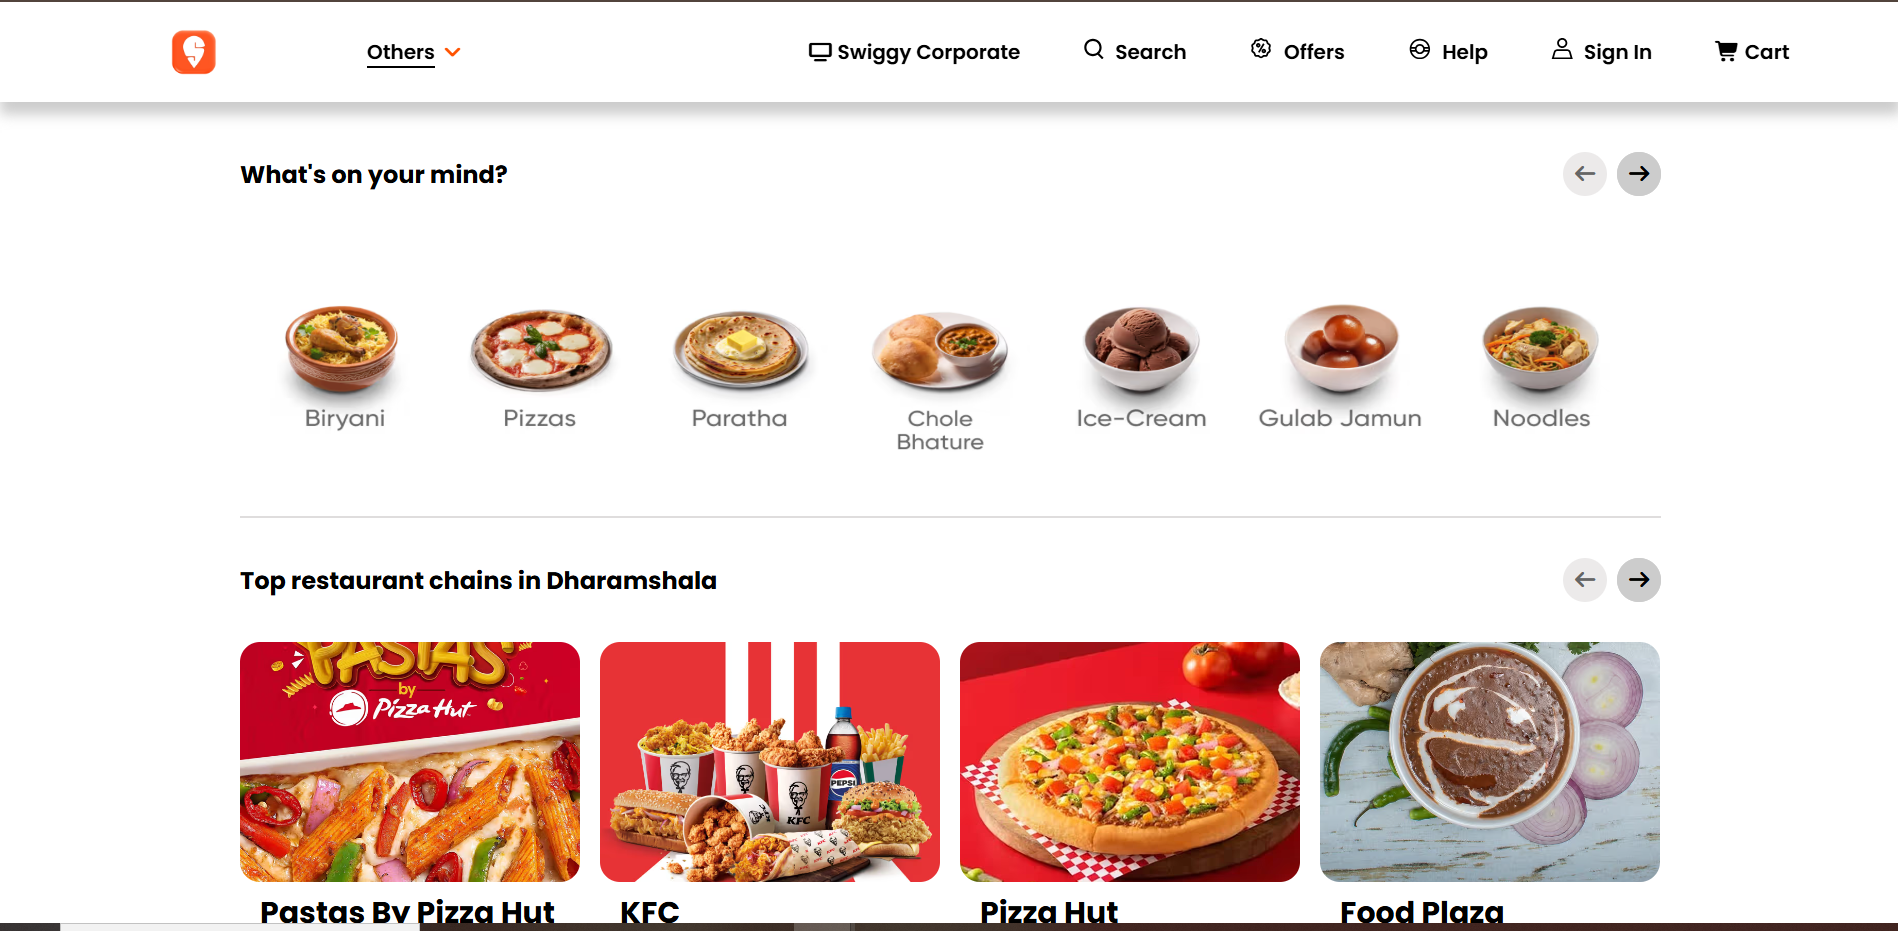 Others
Swiggy Corporate
Search
Offers
Help
Sign In
Cart
What's on your mind?
Biryani
Pizzas
Paratha
Chole
Bhature
Ice-Cream
Gulab Jamun
Noodles
Top restaurant chains in Dharamshala
PASTAS
by
Pizza Hut
PEPSI
KFC
Pastas By Pizza Hut
KFC
Pizza Hut
Food Plaza